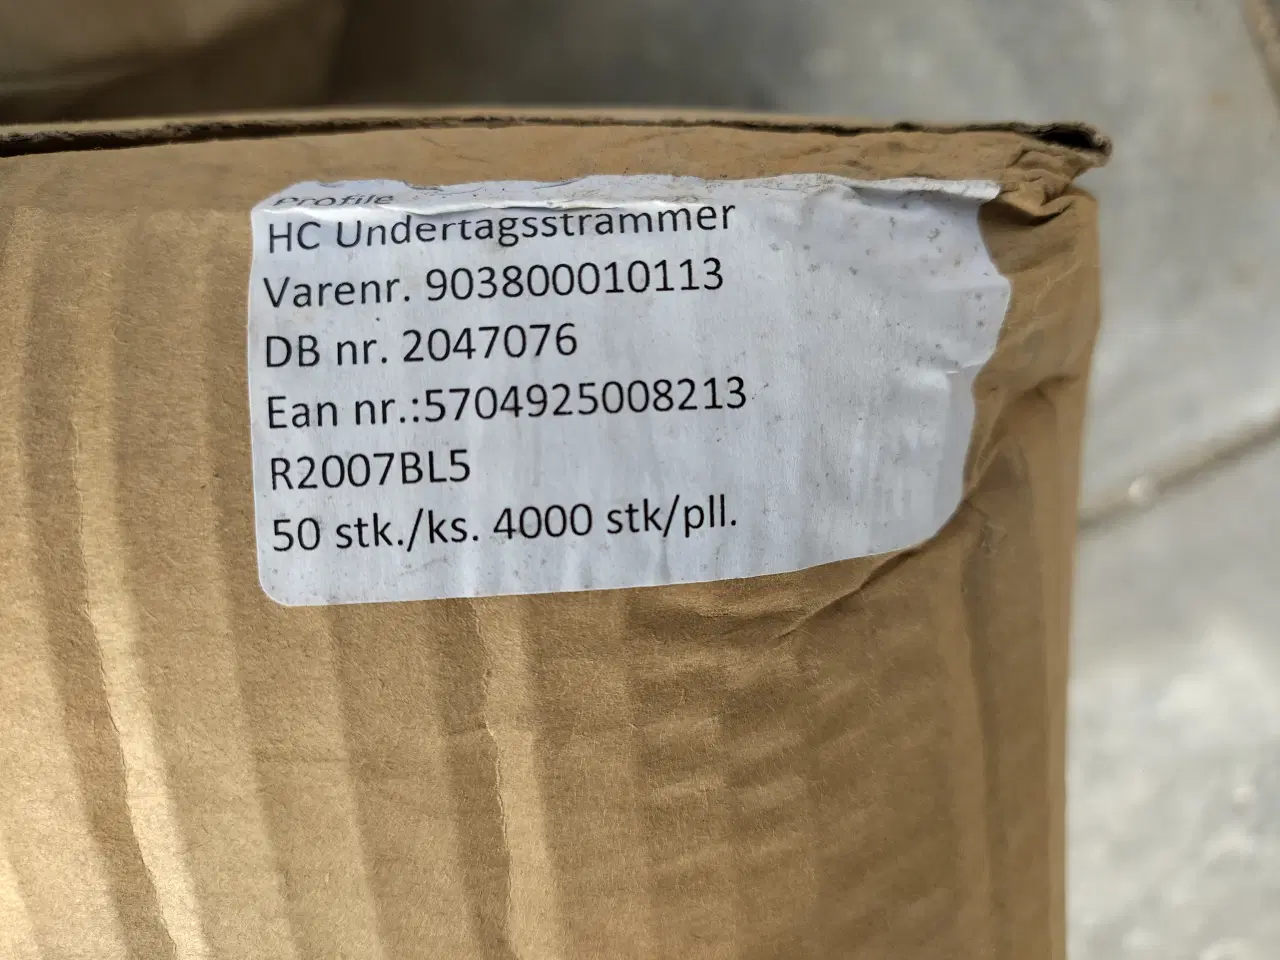 Profile
HC Undertagsstrammer
Varenr. 903800010113
DB nr. 2047076
Ean nr.:5704925008213
R2007BL5
50 stk./ks. 4000 stk/pll.